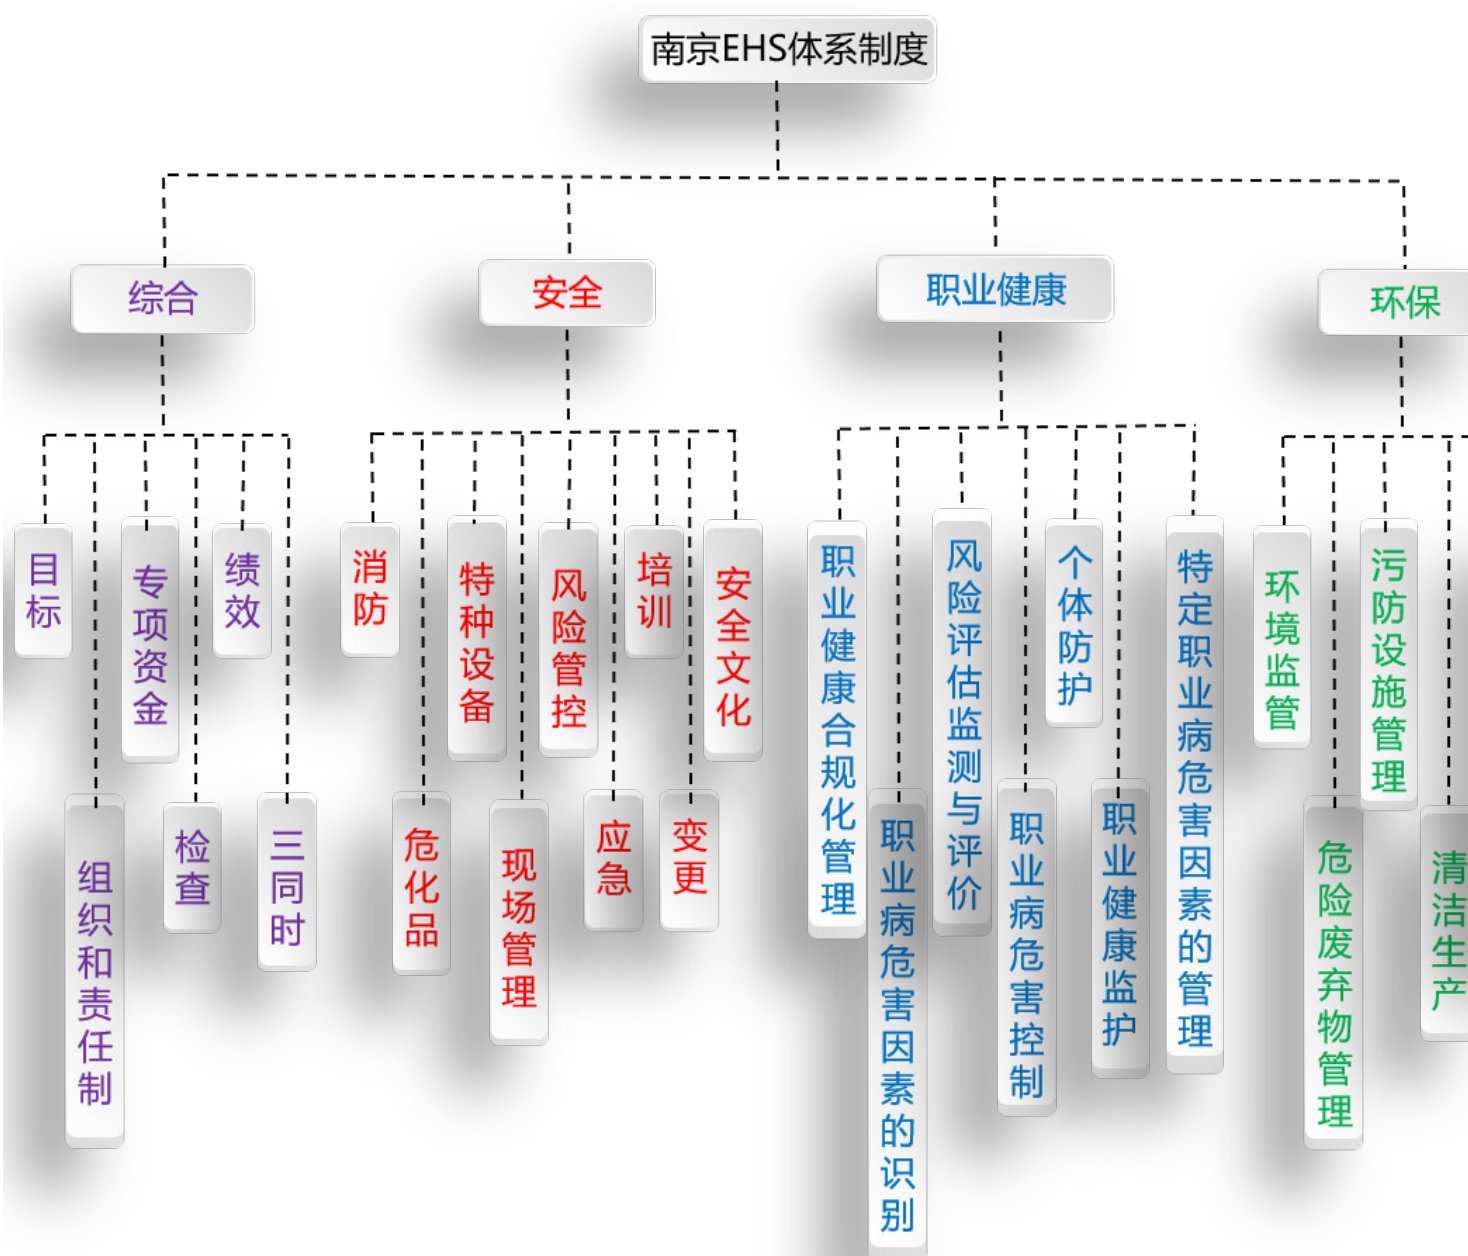 南京EHS体系制度
综合
安全
职业健康
环保
目标
组织和责任制
专项资金
检查
绩效
三同时
消防
危化品
特种设备
现场管理
风险管控
应急
培训
变更
安全文化
职业健康合规化管理
职业病危害因素的识别
风险评估监测与评价
职业病危害控制
个体防护
职业健康监护
特定职业病危害因素的管理
环境监管
危险废弃物管理
污防设施管理
清洁生产